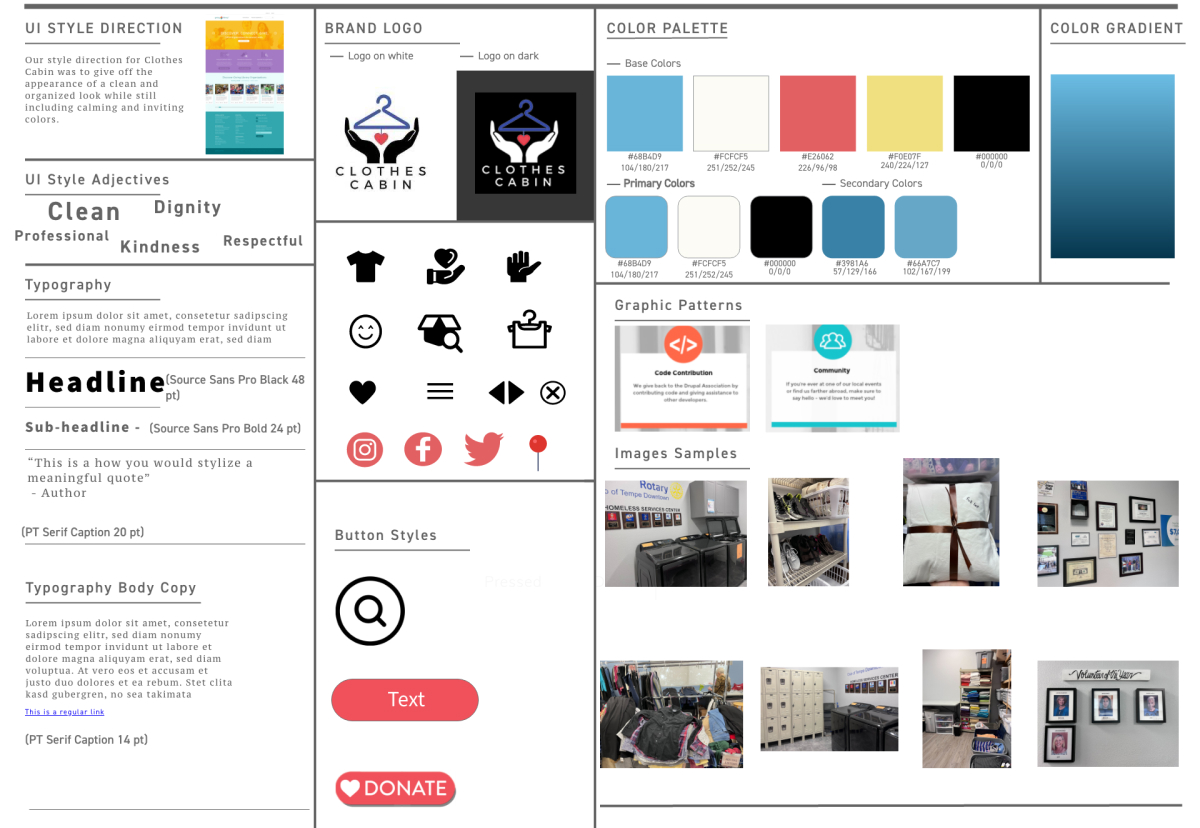 UI STYLE DIRECTION
Our style direction for Clothes
Cabin was to give off the
appearance of a clean and
organized look while still
including calming and inviting
colors.
UI Style Adjectives
Clean
Dignity
Professional
Kindness
Respectful
Typography
Lorem ipsum dolor sit amet, consetetur sadipscing
elitr, sed diam nonumy eirmod tempor invidunt ut
labore et dolore magna aliquyam erat, sed diam
Headline (Source Sans Pro Black 48
pt)
Sub-headline - (Source Sans Pro Bold 24 pt)
“This is a how you would stylize a
meaningful quote”
- Author
(PT Serif Caption 20 pt)
Typography Body Copy
Lorem ipsum dolor sit amet, consetetur
sadipscing elitr, sed diam nonumy
eirmod tempor invidunt ut labore et
dolore magna aliquyam erat, sed diam
voluptua. At vero eos et accusam et
justo duo dolores et ea rebum. Stet clita
kasd gubergren, no sea takimata
This is a regular link
(PT Serif Caption 14 pt)
BRAND LOGO
Logo on white
Logo on dark
CLOTHES
CABIN
CLOTHES
CABIN
Button Styles
Pressed
Text
DONATE
COLOR PALETTE
Base Colors
#68B4D9
104/180/217
#FCFCF5
251/252/245
#E26062
226/96/98
#F0E07F
240/224/127
#000000
0/0/0
Primary Colors
Secondary Colors
#68B4D9
104/180/217
#FCFCF5
251/252/245
#000000
0/0/0
#3981A6
57/129/166
#66A7C7
102/167/199
COLOR GRADIENT
Graphic Patterns
</>
Code Contribution
We give back to the Drupal Association by
contributing code and giving assistance to
other developers.
Community
If you're ever at one of our local events
or find us farther abroad, make sure to
say hello - we'd love to meet you!
Images Samples
Rotary
b of Tempe Downtown
HOMELESS SERVICES CENTER
57,
SERVICES CENTER
Volunteer of the Year